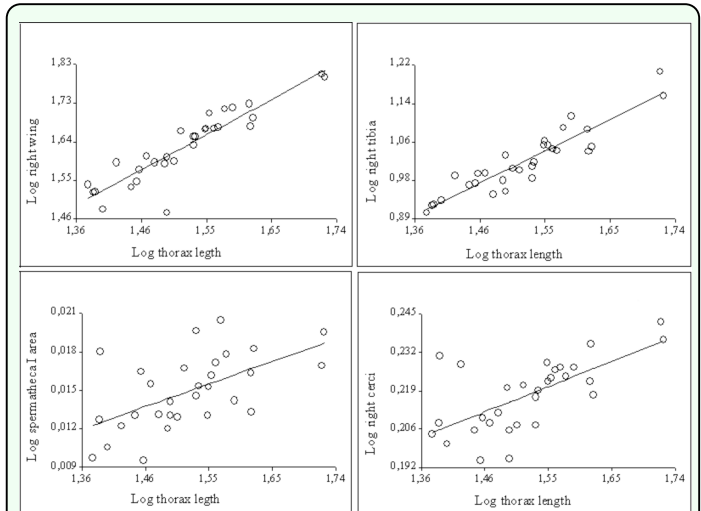 Log right wing
1,83
1,73
1,64
1,55
1,46
1,36 1,46 1,55 1,65 1,74
Log thorax legth
Log right tibia
1,22
1,14
1,06
0,98
0,89
1,36 1,46 1,55 1,65 1,74
Log thorax length
Log spermathecal area
0,021
0,018
0,015
0,012
0,009
1,36 1,46 1,55 1,65 1,74
Log thorax legth
Log right cerci
0,245
0,232
0,219
0,206
0,192
1,36 1,46 1,55 1,65 1,74
Log thorax length